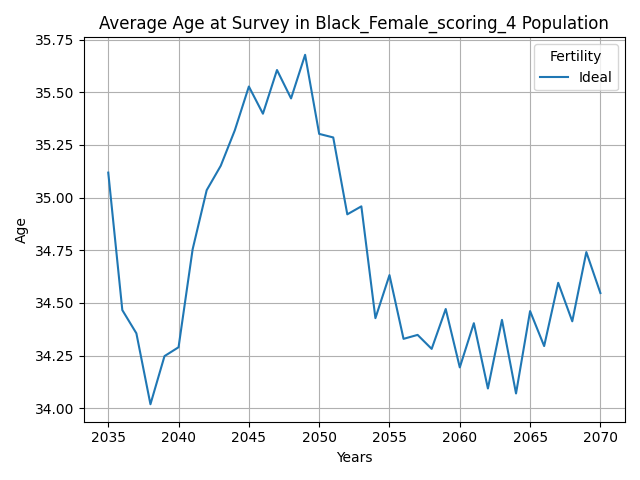 Average Age at Survey in Black_Female_scoring_4 Population
Fertility
Ideal
Age
35.75
35.50
35.25
35.00
34.75
34.50
34.25
34.00
2035 2040 2045 2050 2055 2060 2065 2070
Years